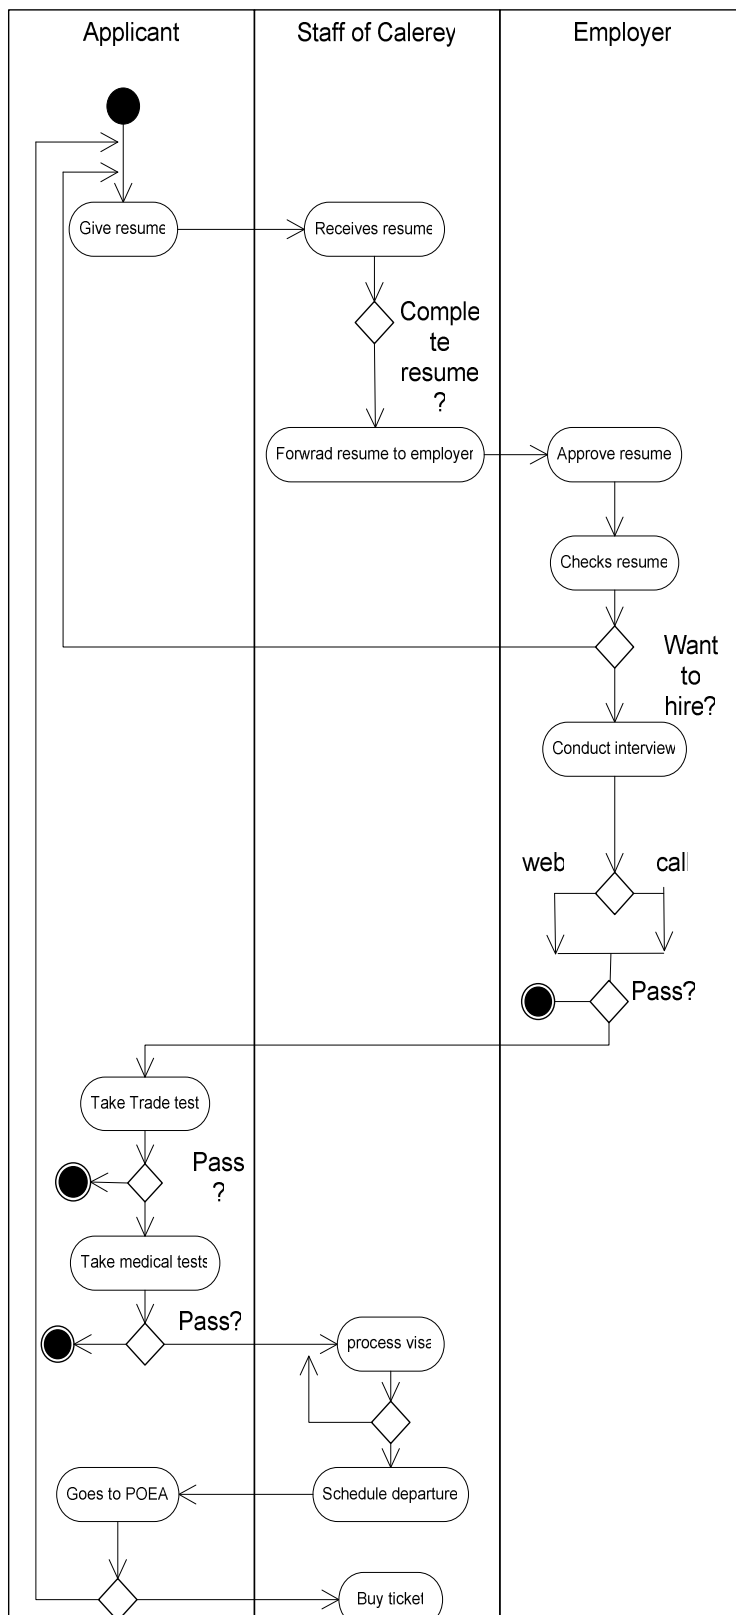 Applicant
Staff of Calerey
Employer
Give resume
Receives resume
Comple
te
resume
?
Forwrad resume to employer
Approve resume
Checks resume
Want
to
hire?
Conduct interview
web
call
Pass?
Take Trade test
Pass
?
Take medical tests
Pass?
process visa
Goes to POEA
Schedule departure
Buy ticket